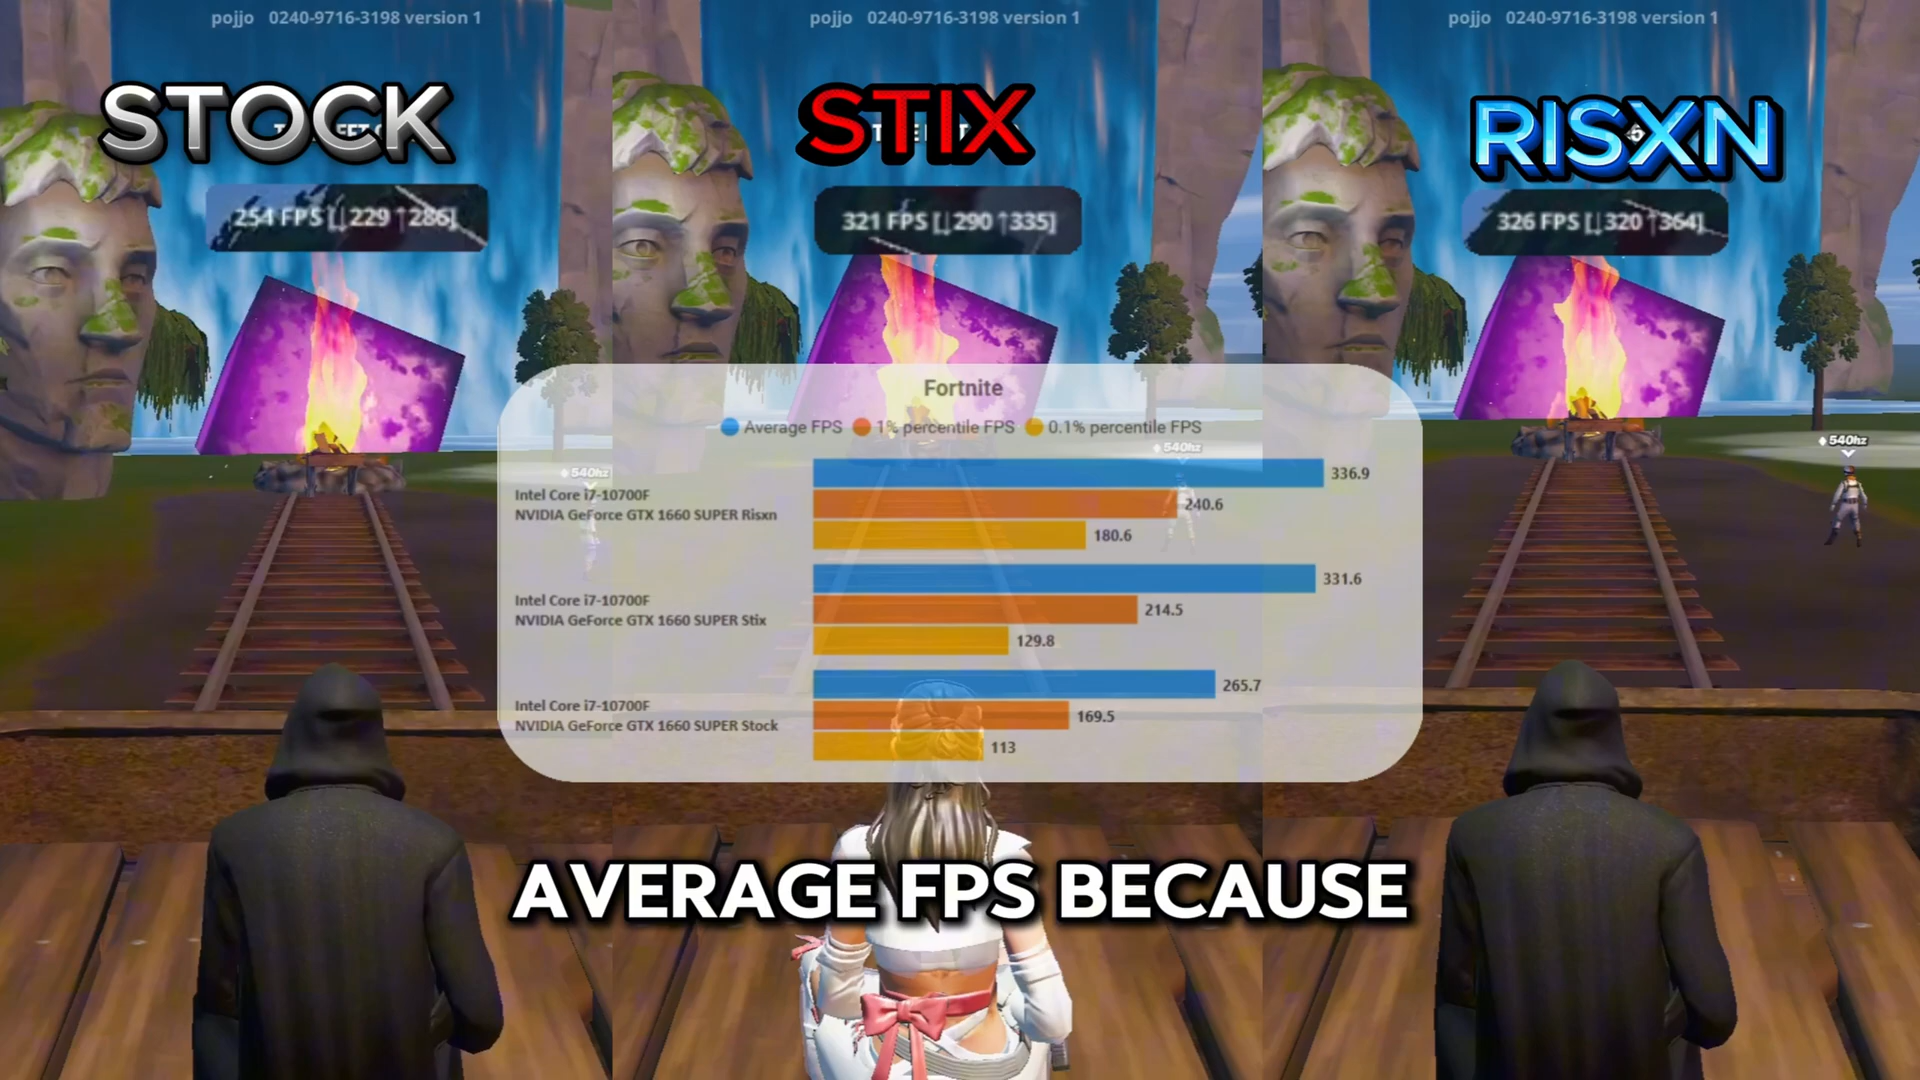 pojjo 0240-9716-3198 version 1
pojjo 0240-9716-3198 version 1
pojjo 0240-9716-3198 version 1
STOCK
STIX
RISXN
254 FPS [↓229 ↑286]
321 FPS [↓290 ↑335]
326 FPS [↓320 ↑364]
Fortnite
Average FPS 1% percentile FPS 0.1% percentile FPS
540hz
540hz
540hz
Intel Core i7-10700F
NVIDIA GeForce GTX 1660 SUPER Risxn
336.9
240.6
180.6
Intel Core i7-10700F
NVIDIA GeForce GTX 1660 SUPER Stix
331.6
214.5
129.8
Intel Core i7-10700F
NVIDIA GeForce GTX 1660 SUPER Stock
265.7
169.5
113
AVERAGE FPS BECAUSE